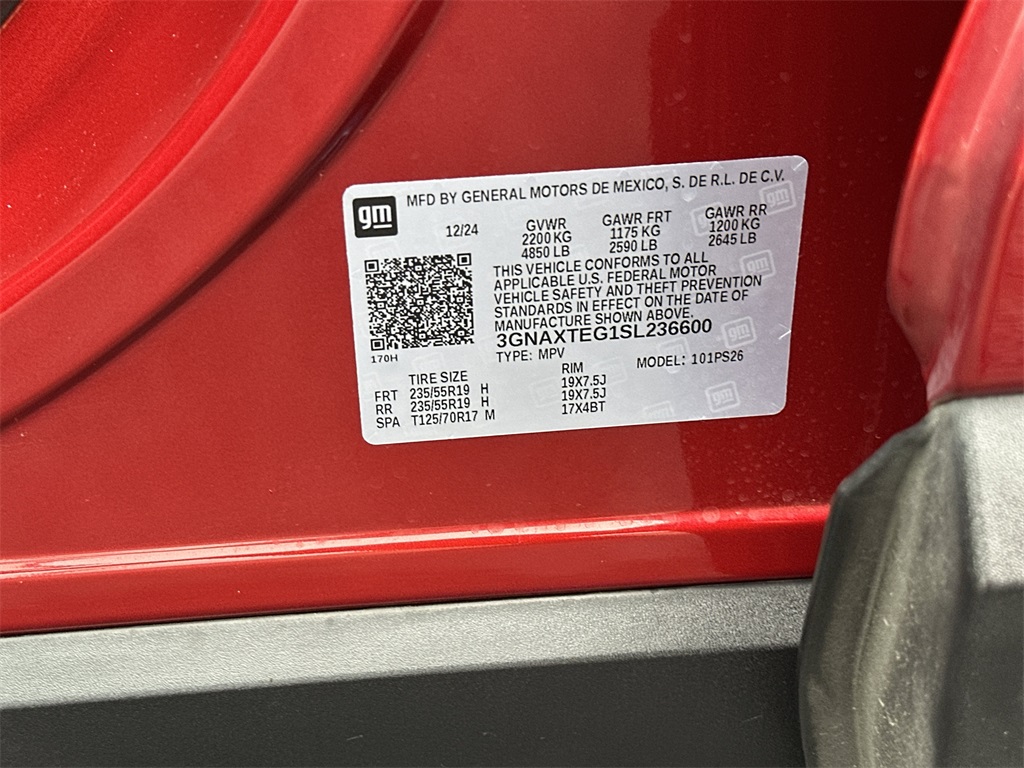 MFD BY GENERAL MOTORS DE MEXICO, S. DE R.L. DE C.V.
gm
12/24 GVWR GAWR FRT GAWR RR
2200 KG 1175 KG 1200 KG
4850 LB 2590 LB 2645 LB
THIS VEHICLE CONFORMS TO ALL
APPLICABLE U.S. FEDERAL MOTOR
VEHICLE SAFETY AND THEFT PREVENTION
STANDARDS IN EFFECT ON THE DATE OF
MANUFACTURE SHOWN ABOVE.
3GNAXTEG1SL236600
170H
TYPE: MPV MODEL: 101PS26
TIRE SIZE RIM
FRT 235/55R19 H 19X7.5J
RR 235/55R19 H 19X7.5J
SPA T125/70R17 M 17X4BT